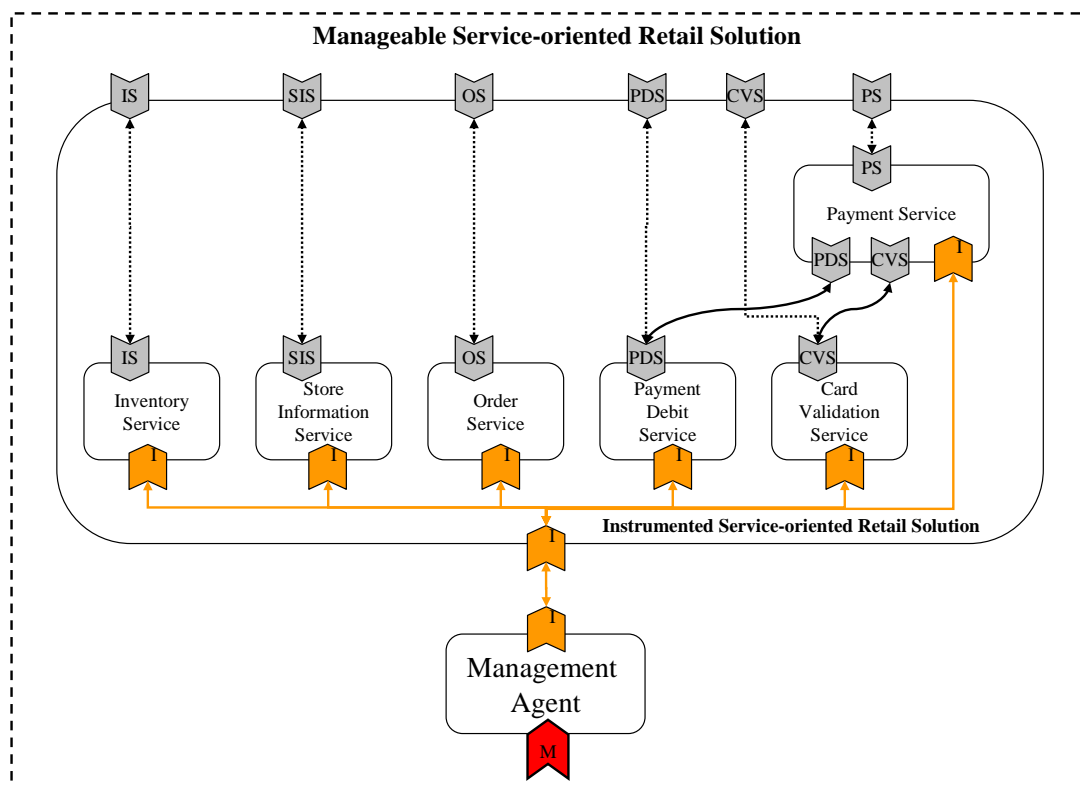 Manageable Service-oriented Retail Solution
IS
SIS
OS
PDS
CVS
PS
PS
Payment Service
PDS
CVS
I
IS
SIS
OS
PDS
CVS
Inventory
Service
Store
Information
Service
Order
Service
Payment
Debit
Service
Card
Validation
Service
I
I
I
I
I
Instrumented Service-oriented Retail Solution
I
I
Management
Agent
M